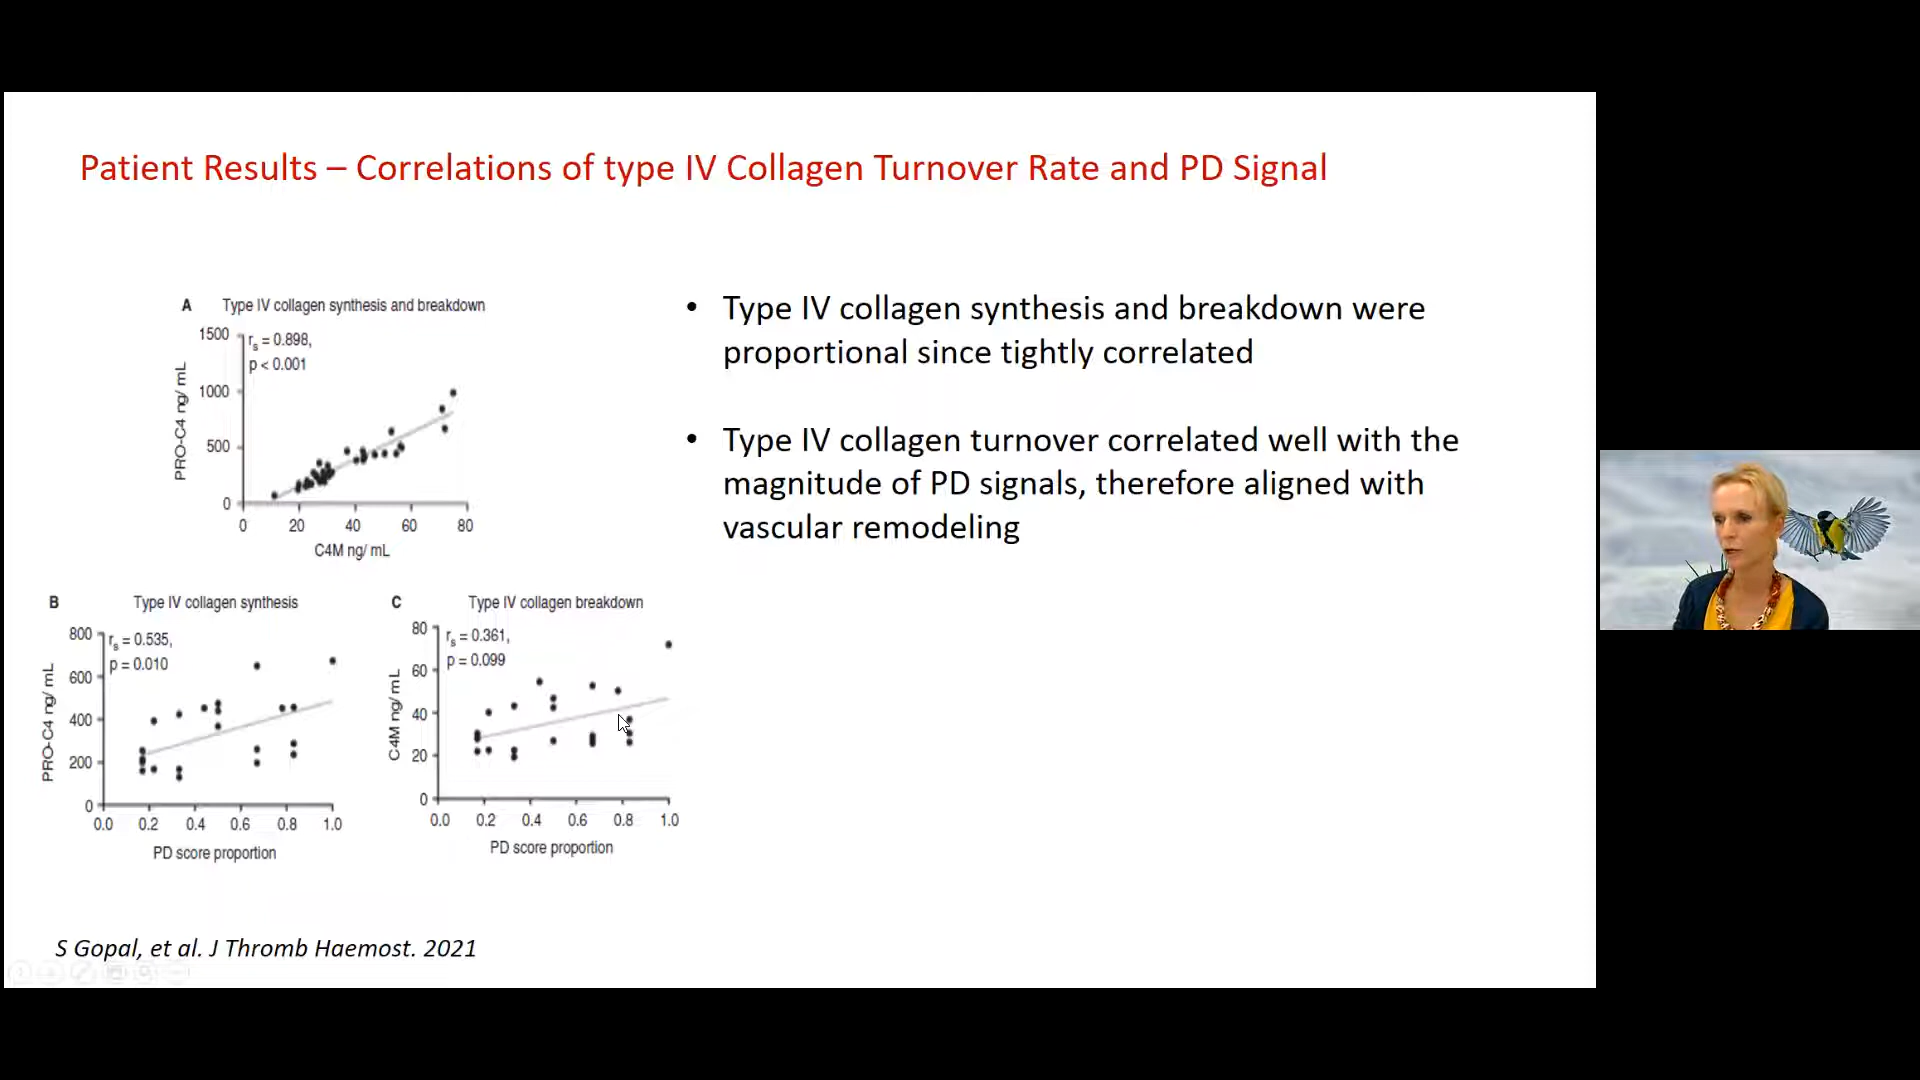 Patient Results – Correlations of type IV Collagen Turnover Rate and PD Signal
A Type IV collagen synthesis and breakdown
rs = 0.898,
p < 0.001
PRO-C4 ng/ mL
1500
1000
500
0
0 20 40 60 80
C4M ng/ mL
• Type IV collagen synthesis and breakdown were
proportional since tightly correlated
• Type IV collagen turnover correlated well with the
magnitude of PD signals, therefore aligned with
vascular remodeling
B Type IV collagen synthesis
rs = 0.535,
p = 0.010
PRO-C4 ng/ mL
800
600
400
200
0
0.0 0.2 0.4 0.6 0.8 1.0
PD score proportion
C Type IV collagen breakdown
rs = 0.361,
p = 0.099
C4M ng/ mL
80
60
40
20
0
0.0 0.2 0.4 0.6 0.8 1.0
PD score proportion
S Gopal, et al. J Thromb Haemost. 2021